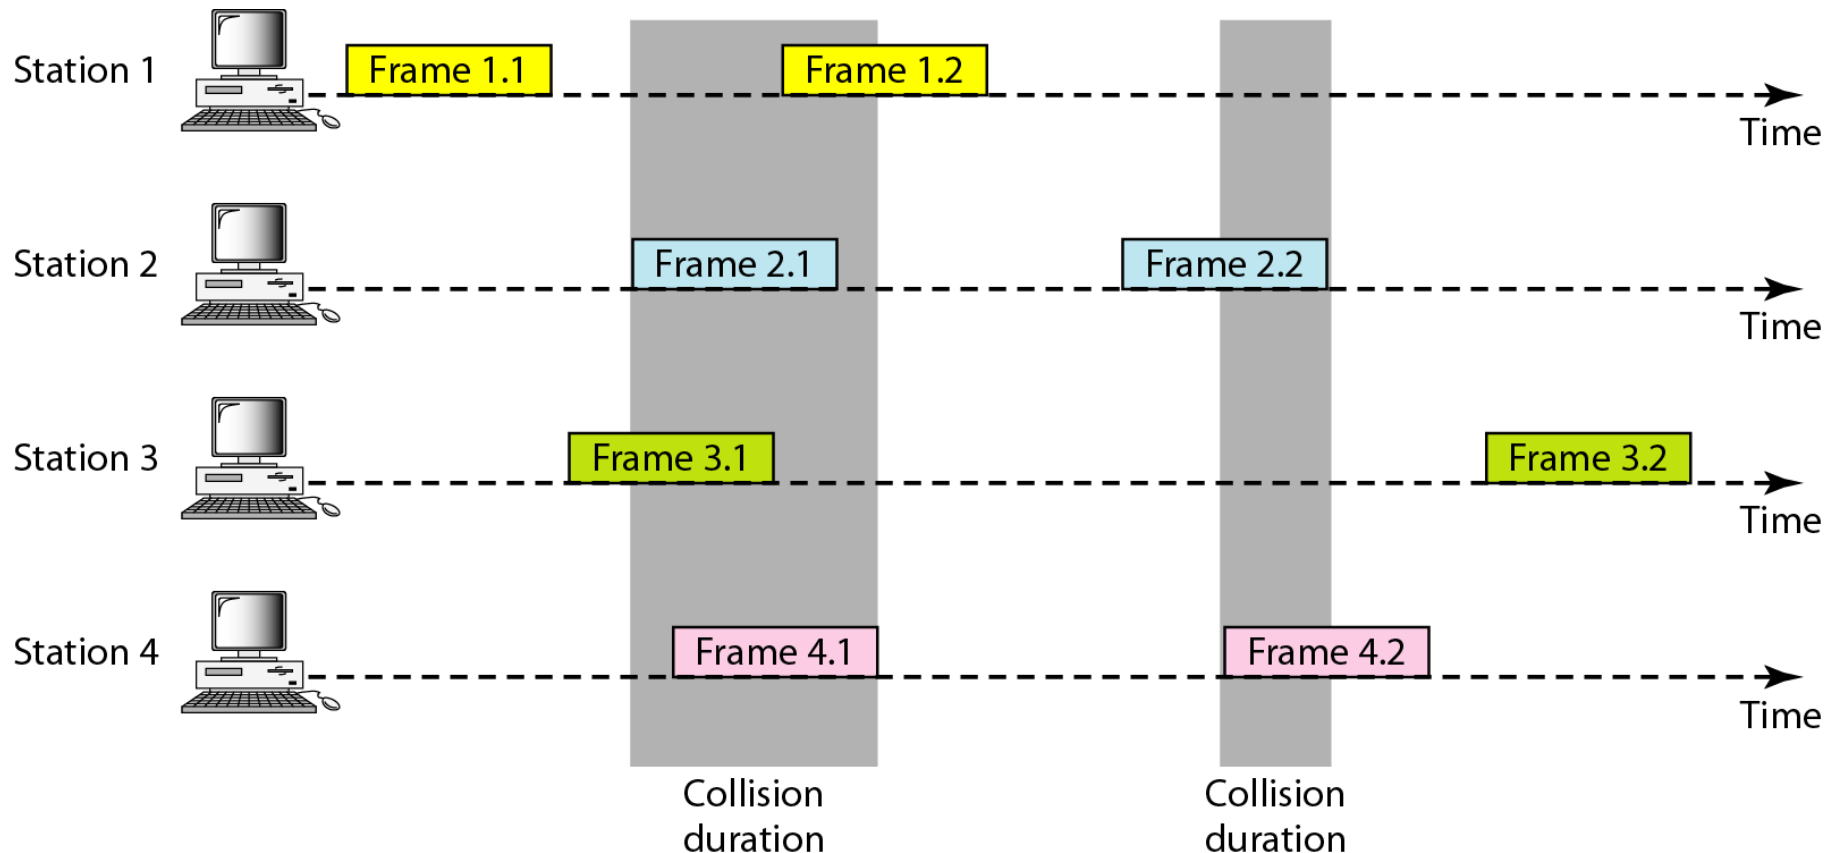 Station 1
Frame 1.1
Frame 1.2
Time
Station 2
Frame 2.1
Frame 2.2
Time
Station 3
Frame 3.1
Frame 3.2
Time
Station 4
Frame 4.1
Frame 4.2
Time
Collision
duration
Collision
duration